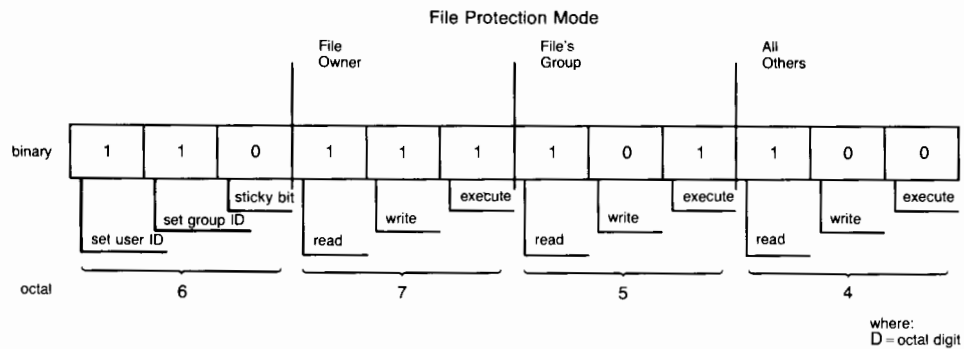 File Protection Mode
File
Owner
File's
Group
All
Others
binary 1 1 0 1 1 1 1 0 1 1 0 0
sticky bit execute execute execute
set group ID write write write
set user ID read read read
octal 6 7 5 4
where:
D = octal digit